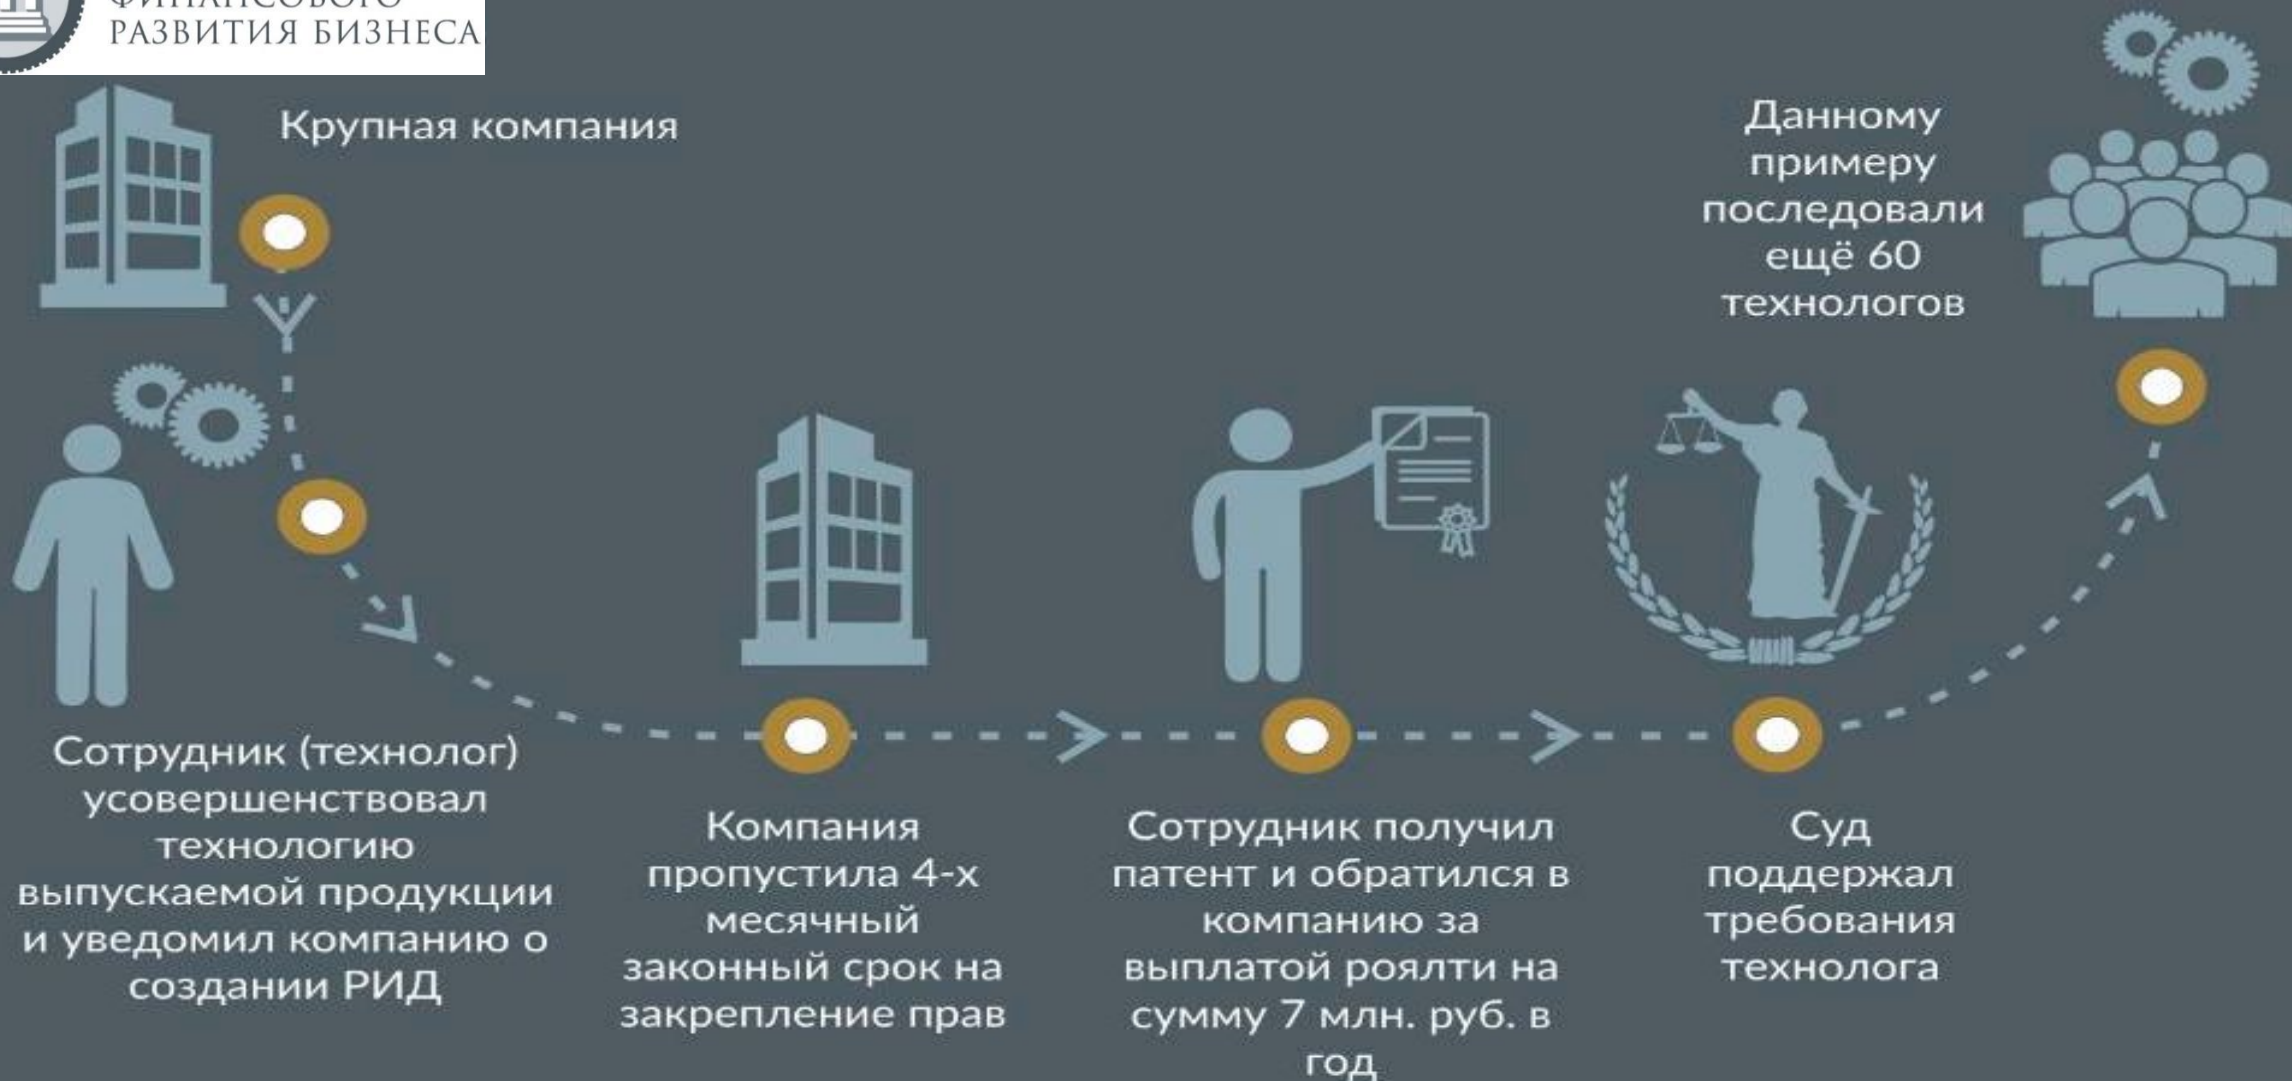 ФИНАНСОВОГО
РАЗВИТИЯ БИЗНЕСА
Крупная компания
Сотрудник (технолог)
усовершенствовал
технологию
выпускаемой продукции
и уведомил компанию о
создании РИД
Компания
пропустила 4-х
месячный
законный срок на
закрепление прав
Сотрудник получил
патент и обратился в
компанию за
выплатой роялти на
сумму 7 млн. руб. в
год
Суд
поддержал
требования
технолога
Данному
примеру
последовали
ещё 60
технологов